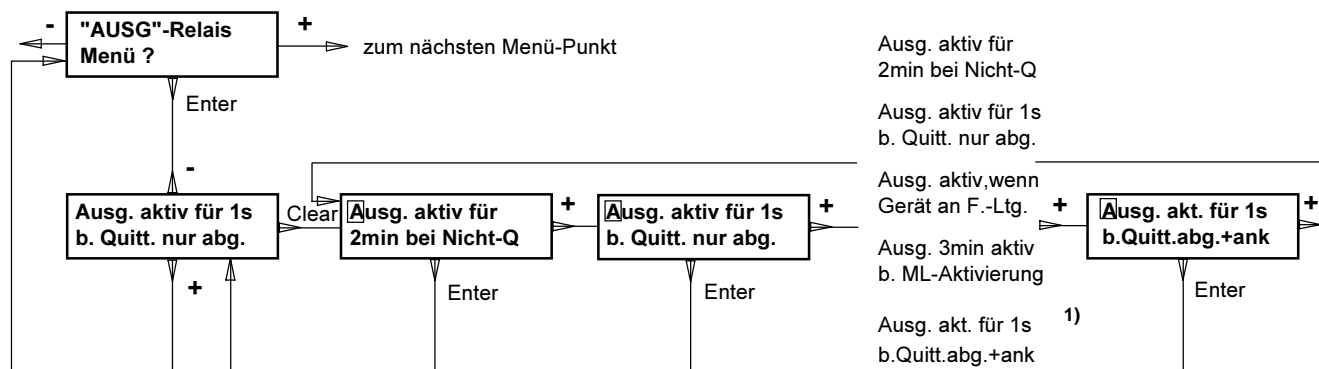 -
"AUSG"-Relais
Menü ?
+
zum nächsten Menü-Punkt
Enter
-
Ausg. aktiv für 1s
b. Quitt. nur abg.
+
Clear
Ausg. aktiv für
2min bei Nicht-Q
+
Enter
Ausg. aktiv für 1s
b. Quitt. nur abg.
+
Enter
Ausg. aktiv für
2min bei Nicht-Q
Ausg. aktiv für 1s
b. Quitt. nur abg.
Ausg. aktiv,wenn
Gerät an F.-Ltg.
Ausg. 3min aktiv
b. ML-Aktivierung
Ausg. akt. für 1s
b.Quitt.abg.+ank
1)
+
Ausg. akt. für 1s
b.Quitt.abg.+ank
+
Enter